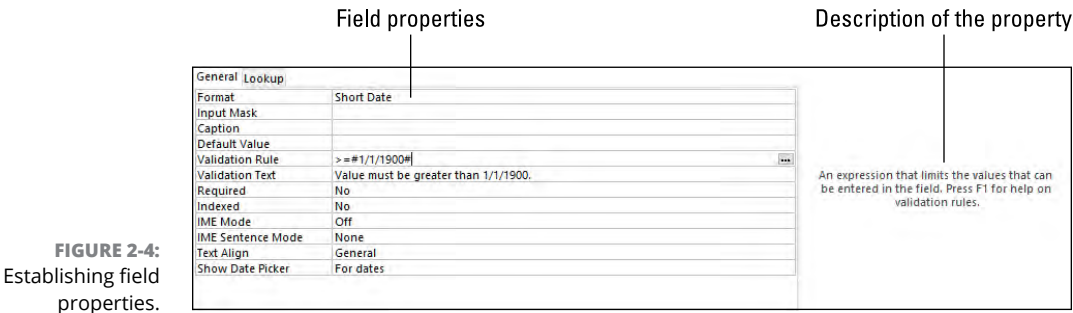 Field properties
Description of the property
General Lookup
Format Short Date
Input Mask
Caption
Default Value
Validation Rule >=#1/1/1900#
Validation Text Value must be greater than 1/1/1900.
Required No
Indexed No
IME Mode Off
IME Sentence Mode None
Text Align General
Show Date Picker For dates
An expression that limits the values that can
be entered in the field. Press F1 for help on
validation rules.
FIGURE 2-4:
Establishing field
properties.